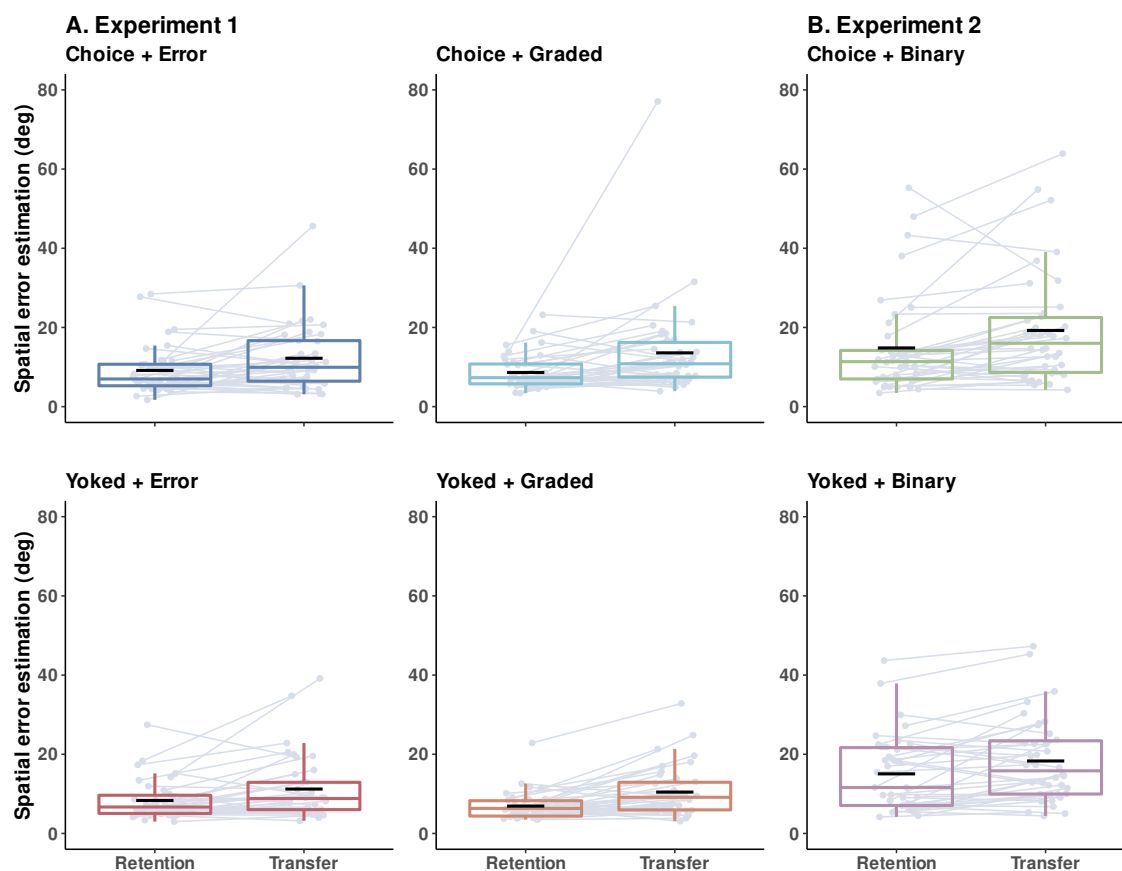 A. Experiment 1
B. Experiment 2
Choice + Error
Choice + Graded
Choice + Binary
Spatial error estimation (deg)
80
60
40
20
0
80
60
40
20
0
80
60
40
20
0
Yoked + Error
Yoked + Graded
Yoked + Binary
Spatial error estimation (deg)
80
60
40
20
0
80
60
40
20
0
80
60
40
20
0
Retention
Transfer
Retention
Transfer
Retention
Transfer